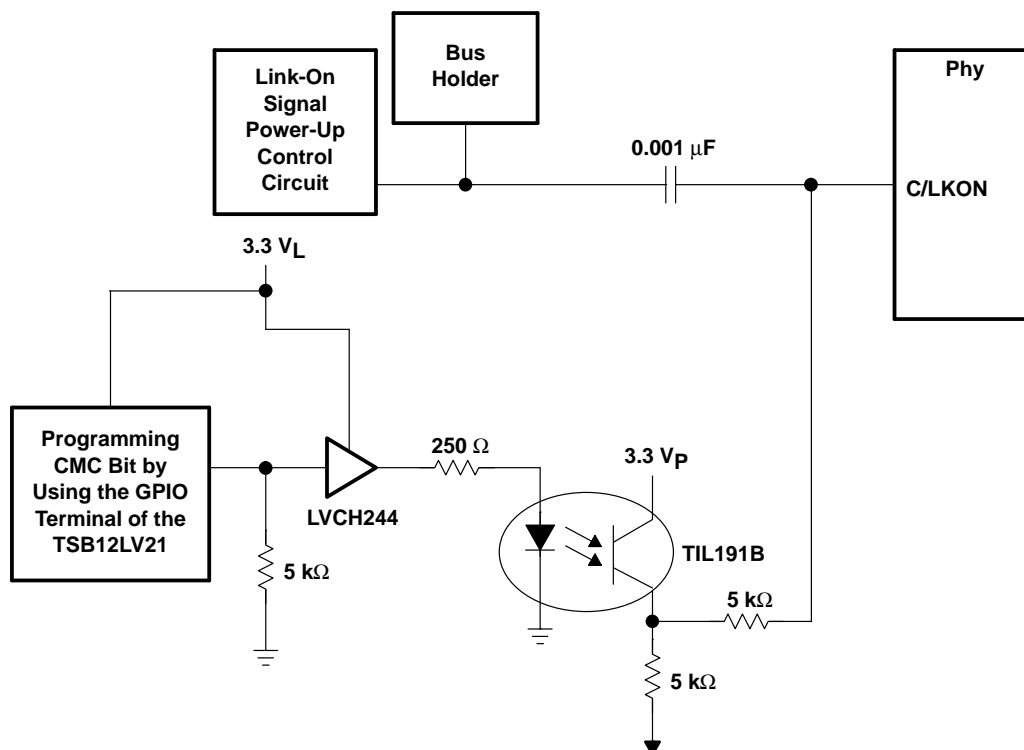 Bus
Holder
Link-On
Signal
Power-Up
Control
Circuit
Phy
0.001 μF
C/LKON
3.3 VL
Programming
CMC Bit by
Using the GPIO
Terminal of the
TSB12LV21
250 Ω
LVCH244
3.3 VP
TIL191B
5 kΩ
5 kΩ
5 kΩ